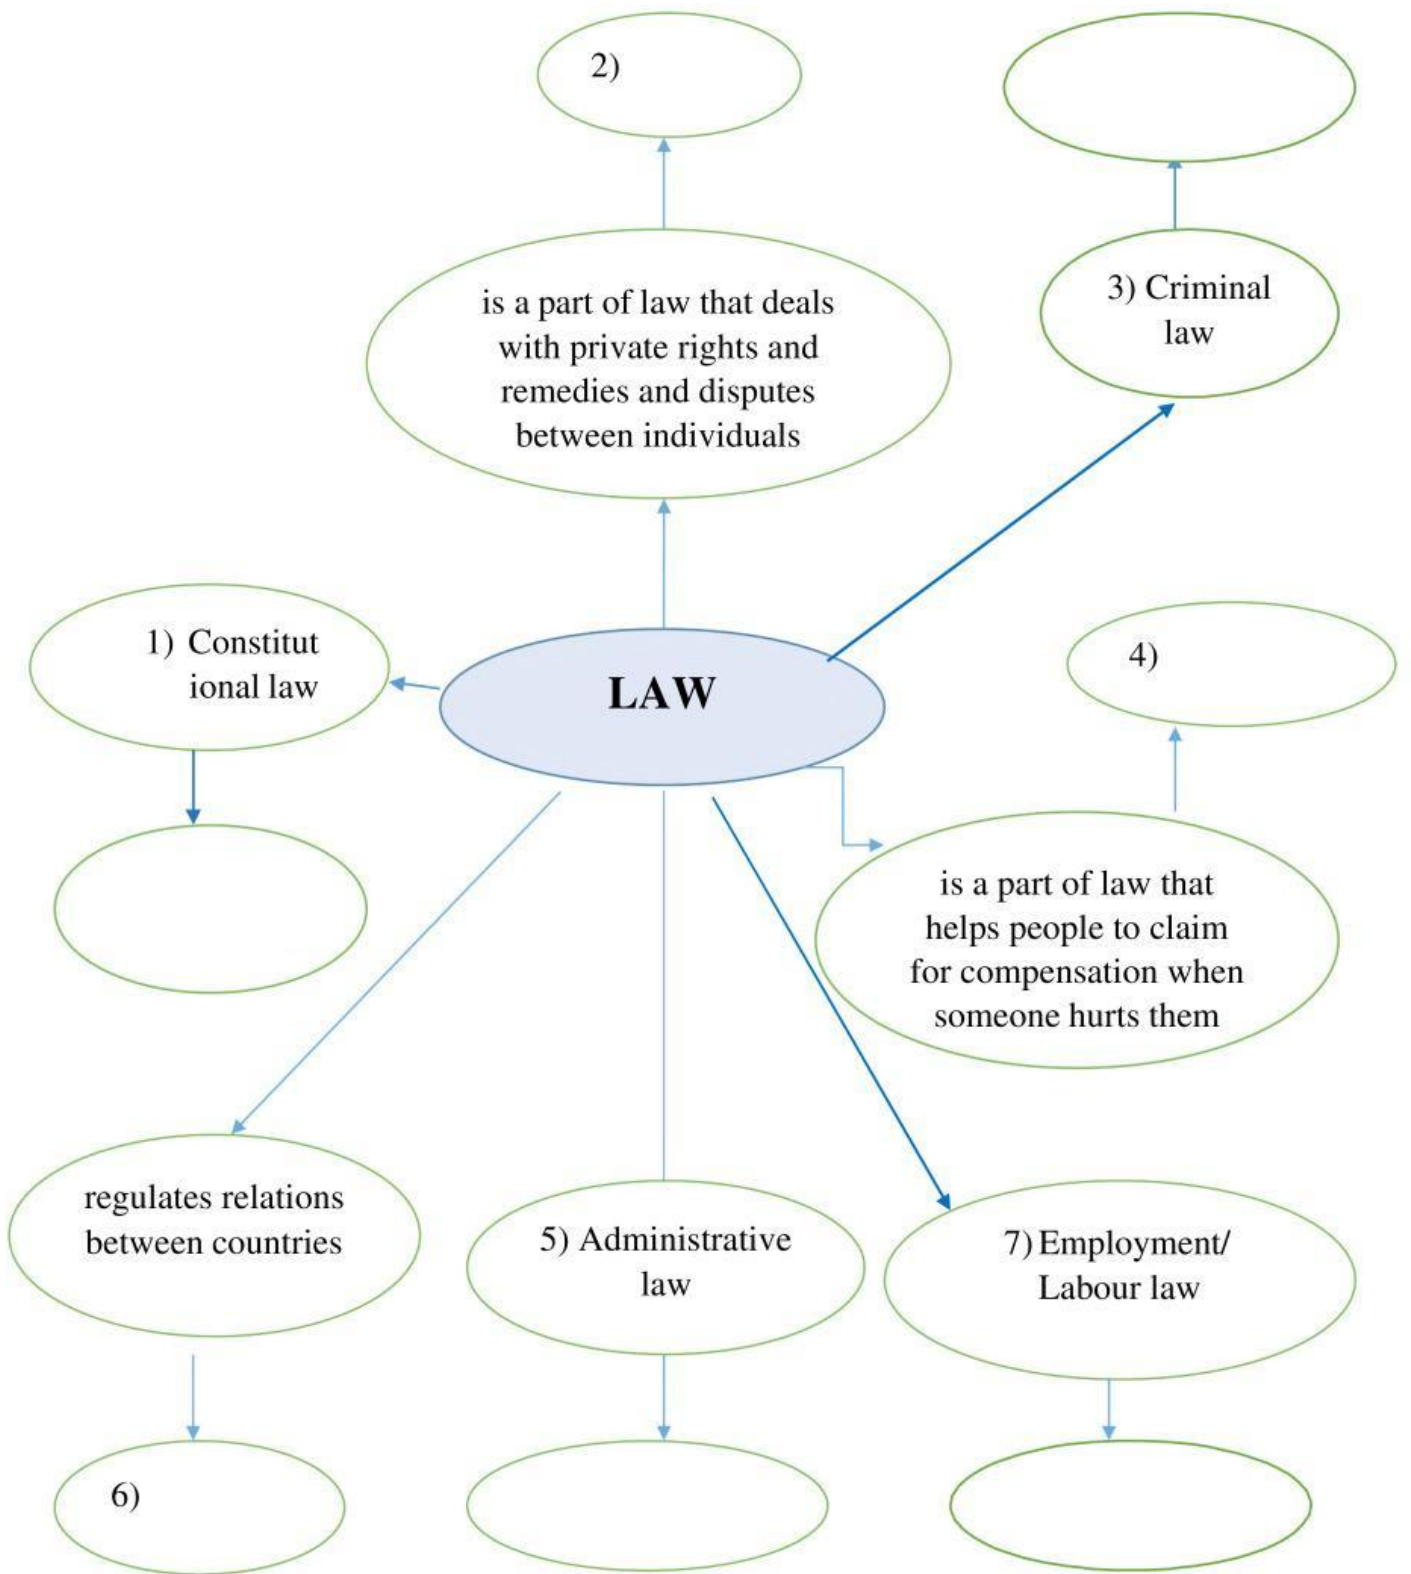 2)
is a part of law that deals
with private rights and
remedies and disputes
between individuals
3) Criminal
law
1) Constitut
ional law
LAW
4)
is a part of law that
helps people to claim
for compensation when
someone hurts them
regulates relations
between countries
5) Administrative
law
7) Employment/
Labour law
6)